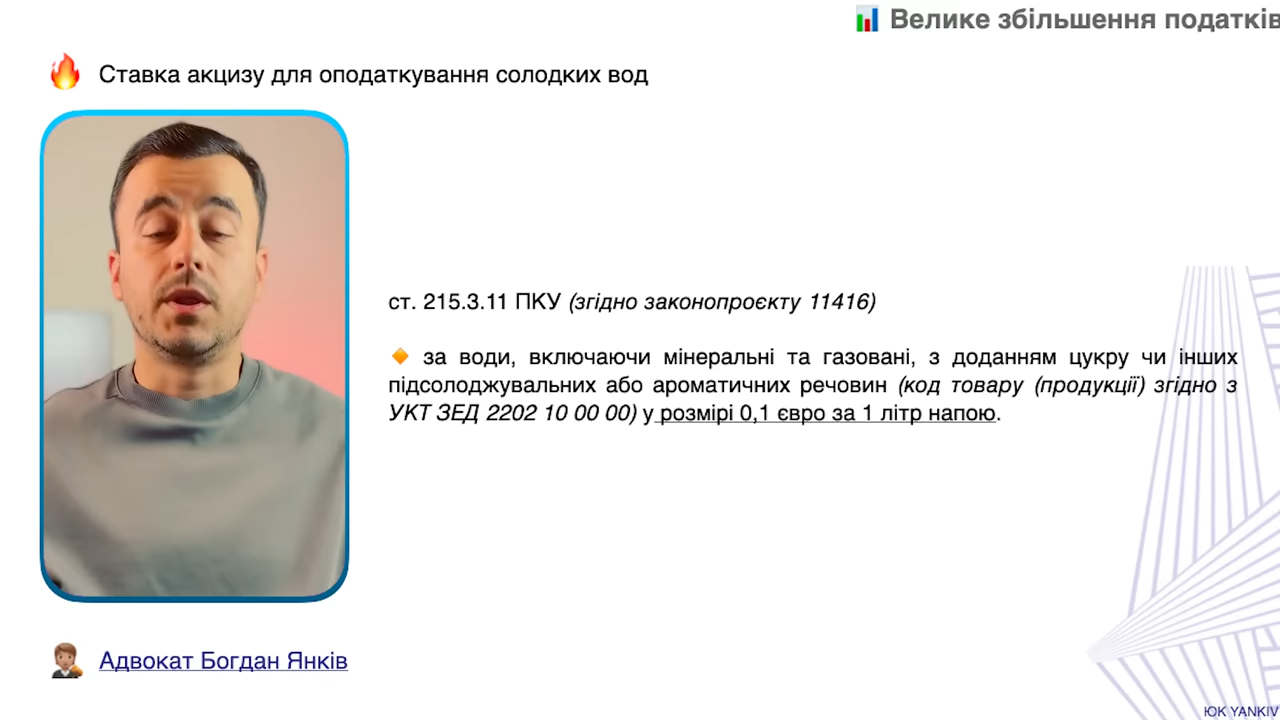 Велике збільшення податків
Ставка акцизу для оподаткування солодких вод
ст. 215.3.11 ПКУ (згідно законопроєкту 11416)
за води, включаючи мінеральні та газовані, з доданням цукру чи інших
підсолоджувальних або ароматичних речовин (код товару (продукції) згідно з
УКТ ЗЕД 2202 10 00 00) у розмірі 0,1 євро за 1 літр напою.
Адвокат Богдан Янків
ЮК YANKIV